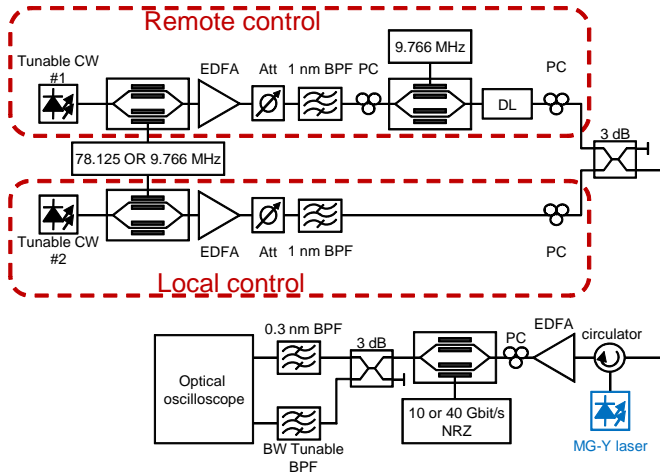 Remote control
Tunable CW
#1
EDFA
Att
1 nm BPF
PC
9.766 MHz
DL
PC
3 dB
78.125 OR 9.766 MHz
Tunable CW
#2
EDFA
Att
1 nm BPF
PC
Local control
0.3 nm BPF
3 dB
PC
EDFA
circulator
Optical
oscilloscope
10 or 40 Gbit/s
NRZ
BW Tunable
BPF
MG-Y laser